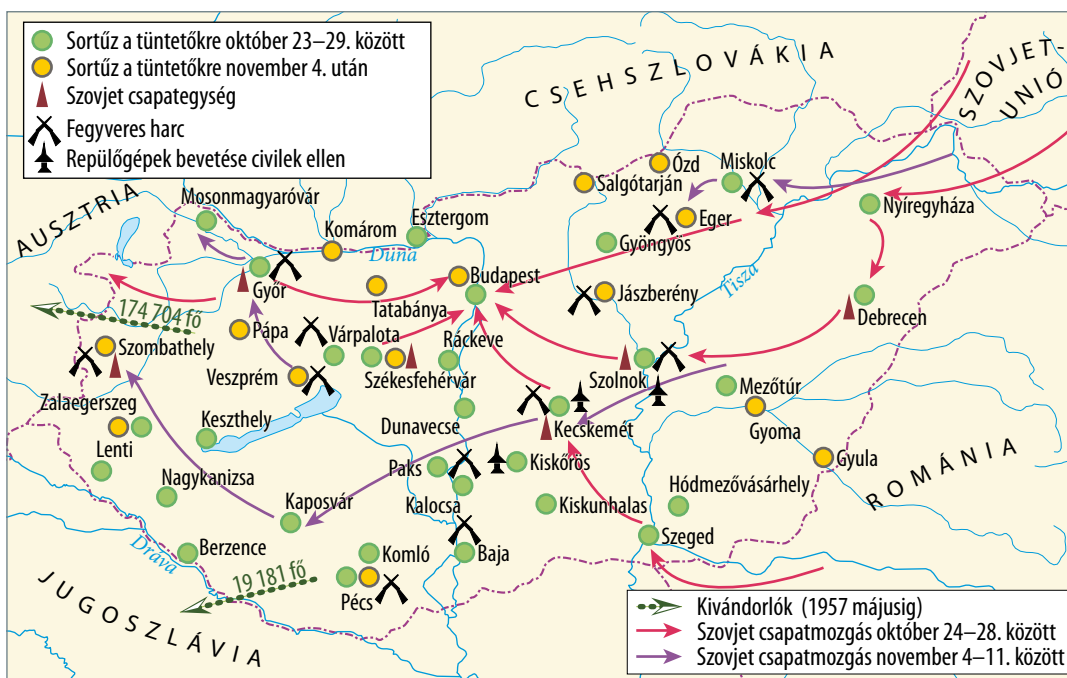 Sortűz a tüntetőkre október 23–29. között
Sortűz a tüntetőkre november 4. után
Szovjet csapategység
Fegyveres harc
Repülőgépek bevetése civilek ellen
CSEHSZLOVÁKIA
SZOVJET-
UNIÓ
AUSZTRIA
Mosonmagyaróvár
Komárom
Esztergom
Duna
Salgótarján
Ózd
Miskolc
Eger
Gyöngyös
Nyíregyháza
Tisza
Győr
Budapest
Tatabánya
Jászberény
Debrecen
174 704 fő
Pápa
Várpalota
Ráckeve
Szombathely
Székesfehérvár
Szolnok
Veszprém
Mezőtúr
Zalaegerszeg
Keszthely
Dunavecse
Kecskemét
Gyoma
Lenti
Paks
Kiskőrös
Gyula
Nagykanizsa
Kalocsa
Hódmezővásárhely
Kaposvár
Kiskunhalas
ROMÁNIA
Dráva
Berzence
Komló
Baja
Szeged
19 181 fő
Pécs
JUGOSZLÁVIA
Kivándorlók (1957 májusig)
Szovjet csapatmozgás október 24–28. között
Szovjet csapatmozgás november 4–11. között